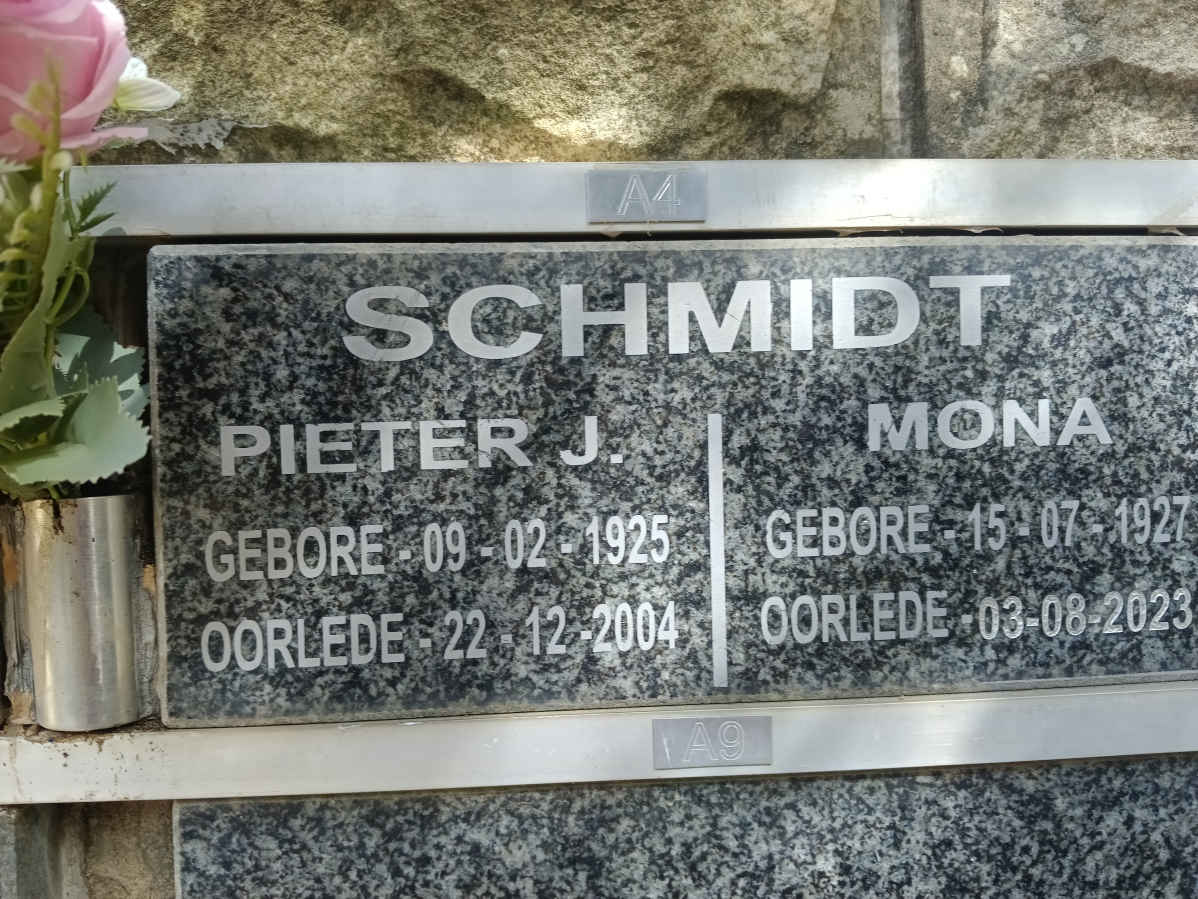 A4
SCHMIDT
PIETER J.
GEBORE - 09 - 02 - 1925
OORLEDE - 22 - 12 - 2004
MONA
GEBORE - 15 - 07 - 1927
OORLEDE - 03-08-2023
A9